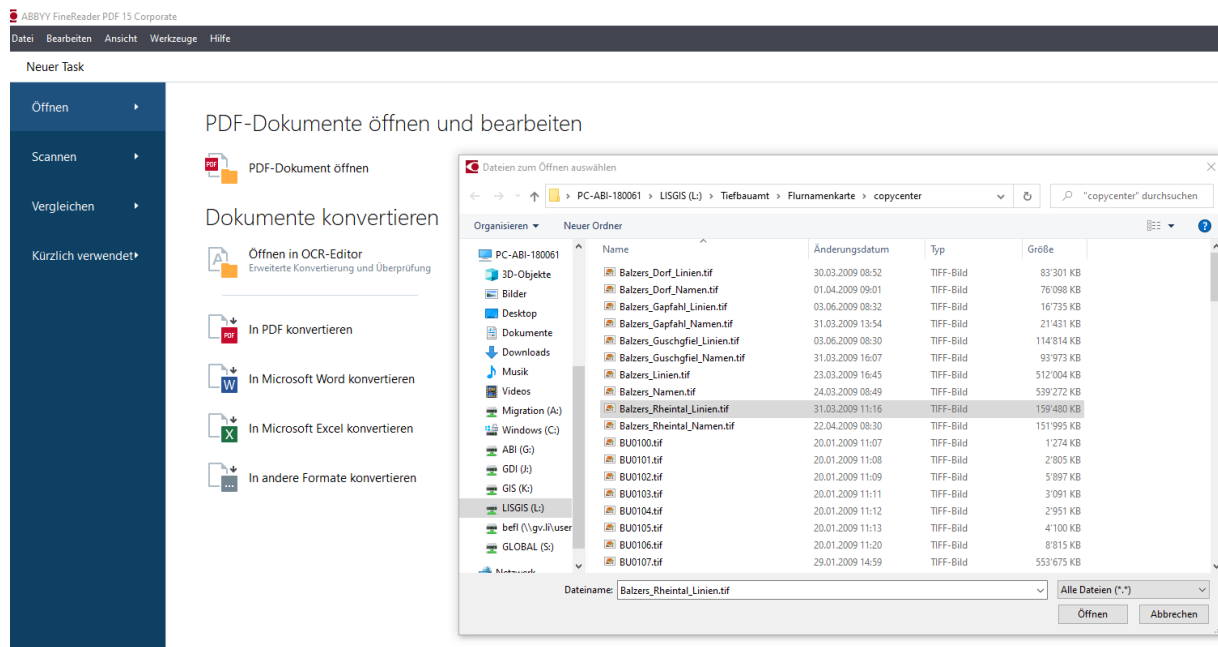 ABBYY FineReader PDF 15 Corporate
Datei Bearbeiten Ansicht Werkzeuge Hilfe
Neuer Task
Öffnen
Scannen
Vergleichen
Kürzlich verwendet
PDF-Dokumente öffnen und bearbeiten
PDF-Dokument öffnen
Dokumente konvertieren
Öffnen in OCR-Editor
Erweiterte Konvertierung und Überprüfung
In PDF konvertieren
In Microsoft Word konvertieren
In Microsoft Excel konvertieren
In andere Formate konvertieren
Dateien zum Öffnen auswählen
PC-ABI-180061 › LISGIS (L:) › Tiefbauamt › Flurnamenkarte › copycenter
"copycenter" durchsuchen
Organisieren Neuer Ordner
PC-ABI-180061
3D-Objekte
Bilder
Desktop
Dokumente
Downloads
Musik
Videos
Migration (A:)
Windows (C:)
ABI (G:)
GDI (J:)
GIS (K:)
LISGIS (L:)
befl (\\gv.li\user
GLOBAL (S:)
Netzwerk
Name Änderungsdatum Typ Größe
Balzers_Dorf_Linien.tif 30.03.2009 08:52 TIFF-Bild 83'301 KB
Balzers_Dorf_Namen.tif 01.04.2009 09:01 TIFF-Bild 76'098 KB
Balzers_Gapfahl_Linien.tif 03.06.2009 08:32 TIFF-Bild 16'735 KB
Balzers_Gapfahl_Namen.tif 31.03.2009 13:54 TIFF-Bild 21'431 KB
Balzers_Guschgfiel_Linien.tif 03.06.2009 08:30 TIFF-Bild 114'814 KB
Balzers_Guschgfiel_Namen.tif 31.03.2009 16:07 TIFF-Bild 93'973 KB
Balzers_Linien.tif 23.03.2009 16:45 TIFF-Bild 512'004 KB
Balzers_Namen.tif 24.03.2009 08:49 TIFF-Bild 539'272 KB
Balzers_Rheintal_Linien.tif 31.03.2009 11:16 TIFF-Bild 159'480 KB
Balzers_Rheintal_Namen.tif 22.04.2009 08:30 TIFF-Bild 151'995 KB
BU0100.tif 20.01.2009 11:07 TIFF-Bild 1'274 KB
BU0101.tif 20.01.2009 11:08 TIFF-Bild 2'805 KB
BU0102.tif 20.01.2009 11:09 TIFF-Bild 5'897 KB
BU0103.tif 20.01.2009 11:11 TIFF-Bild 3'091 KB
BU0104.tif 20.01.2009 11:12 TIFF-Bild 2'951 KB
BU0105.tif 20.01.2009 11:13 TIFF-Bild 4'100 KB
BU0106.tif 20.01.2009 11:20 TIFF-Bild 8'815 KB
BU0107.tif 29.01.2009 14:59 TIFF-Bild 553'675 KB
Dateiname: Balzers_Rheintal_Linien.tif Alle Dateien (*.*)
Öffnen Abbrechen